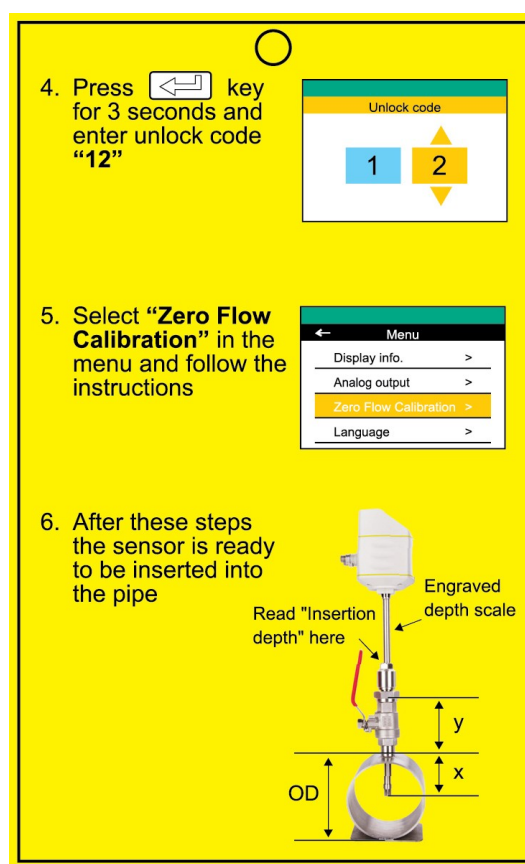 4. Press key
for 3 seconds and
enter unlock code
“12”
Unlock code
1 2
5. Select “Zero Flow
Calibration” in the
menu and follow the
instructions
← Menu
Display info. >
Analog output >
Zero Flow Calibration >
Language >
6. After these steps
the sensor is ready
to be inserted into
the pipe
Read "Insertion
depth" here
Engraved
depth scale
y
x
OD